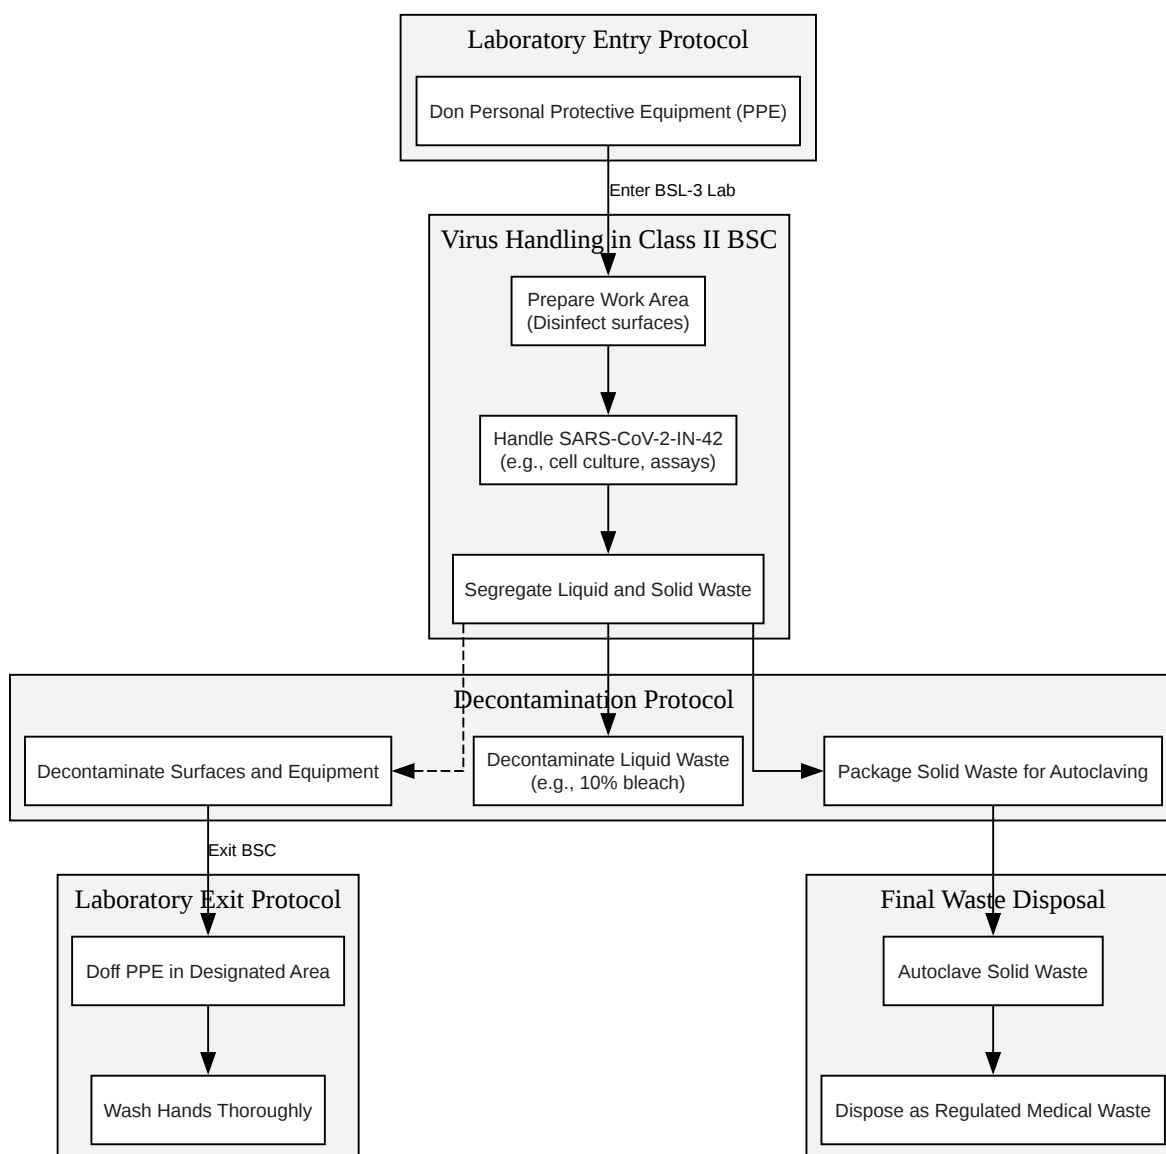 Laboratory Entry Protocol
Don Personal Protective Equipment (PPE)
Enter BSL-3 Lab
Virus Handling in Class II BSC
Prepare Work Area
(Disinfect surfaces)
Handle SARS-CoV-2-IN-42
(e.g., cell culture, assays)
Segregate Liquid and Solid Waste
Decontamination Protocol
Decontaminate Surfaces and Equipment
Decontaminate Liquid Waste
(e.g., 10% bleach)
Package Solid Waste for Autoclaving
Exit BSC
Laboratory Exit Protocol
Doff PPE in Designated Area
Wash Hands Thoroughly
Final Waste Disposal
Autoclave Solid Waste
Dispose as Regulated Medical Waste